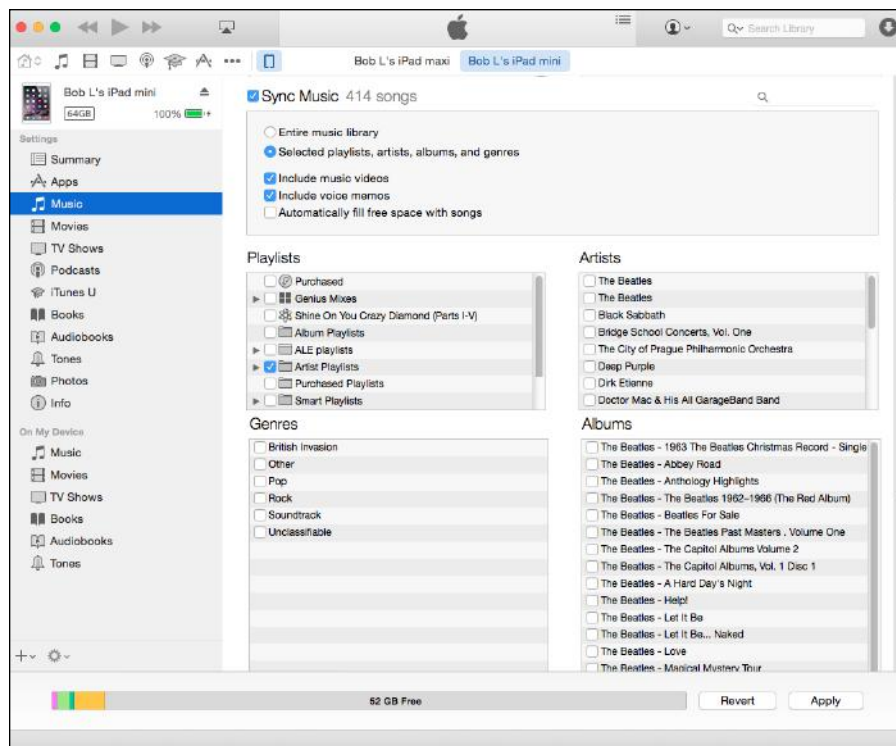 Search Library
Bob L's iPad maxi Bob L's iPad mini
Bob L's iPad mini
64GB 100%
Settings
Summary
Apps
Music
Movies
TV Shows
Podcasts
iTunes U
Books
Audiobooks
Tones
Photos
Info
On My Device
Music
Movies
TV Shows
Books
Audiobooks
Tones
Sync Music 414 songs
Entire music library
Selected playlists, artists, albums, and genres
Include music videos
Include voice memos
Automatically fill free space with songs
Playlists
Purchased
Genius Mixes
Shine On You Crazy Diamond (Parts I-V)
Album Playlists
ALE playlists
Artist Playlists
Purchased Playlists
Smart Playlists
Artists
The Beatles
The Beatles
Black Sabbath
Bridge School Concerts, Vol. One
The City of Prague Philharmonic Orchestra
Deep Purple
Dirk Etienne
Doctor Mac & His All GarageBand Band
Genres
British Invasion
Other
Pop
Rock
Soundtrack
Unclassifiable
Albums
The Beatles - 1963 The Beatles Christmas Record - Single
The Beatles - Abbey Road
The Beatles - Anthology Highlights
The Beatles - The Beatles 1962-1966 (The Red Album)
The Beatles - Beatles For Sale
The Beatles - The Beatles Past Masters . Volume One
The Beatles - The Capitol Albums Volume 2
The Beatles - The Capitol Albums, Vol. 1 Disc 1
The Beatles - A Hard Day's Night
The Beatles - Help!
The Beatles - Let It Be
The Beatles - Let It Be... Naked
The Beatles - Love
The Beatles - Magical Mystery Tour
52 GB Free
Revert Apply